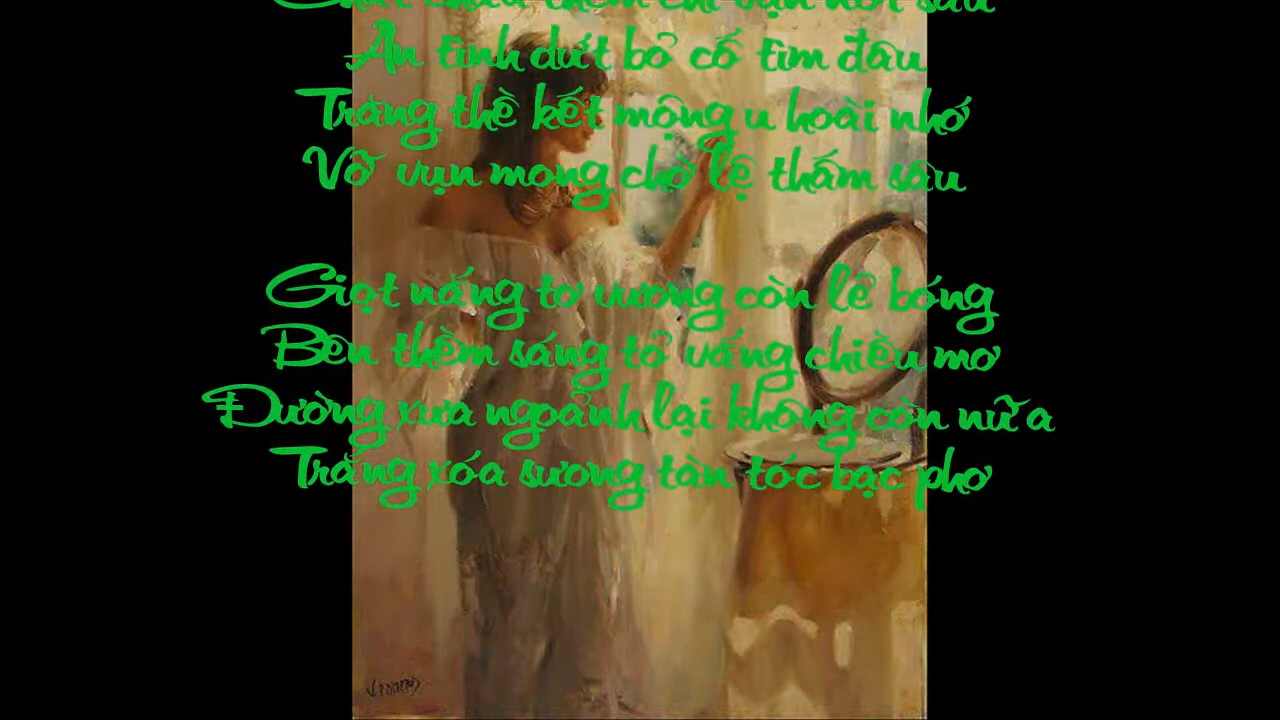 Ân tình dứt bỏ cố tìm đâu
Trăng thề kết mộng u hoài nhớ
Vỡ vụn mong chờ lệ thấm sâu
Giọt nắng tơ vương còn lẽ bóng
Bên thềm sáng tỏ vắng chiều mơ
Đường xưa ngoảnh lại không còn nữa
Trắng xóa sương tàn tóc bạc phơ